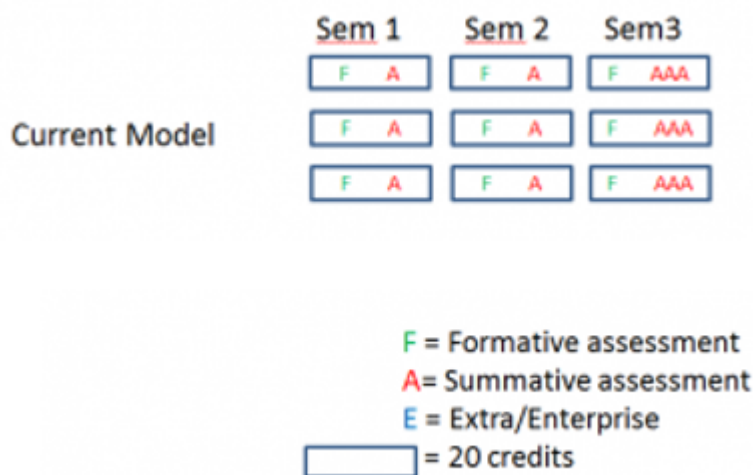 Sem 1 Sem 2 Sem3
F A F A F AAA
Current Model F A F A F AAA
F A F A F AAA
F = Formative assessment
A= Summative assessment
E = Extra/Enterprise
= 20 credits